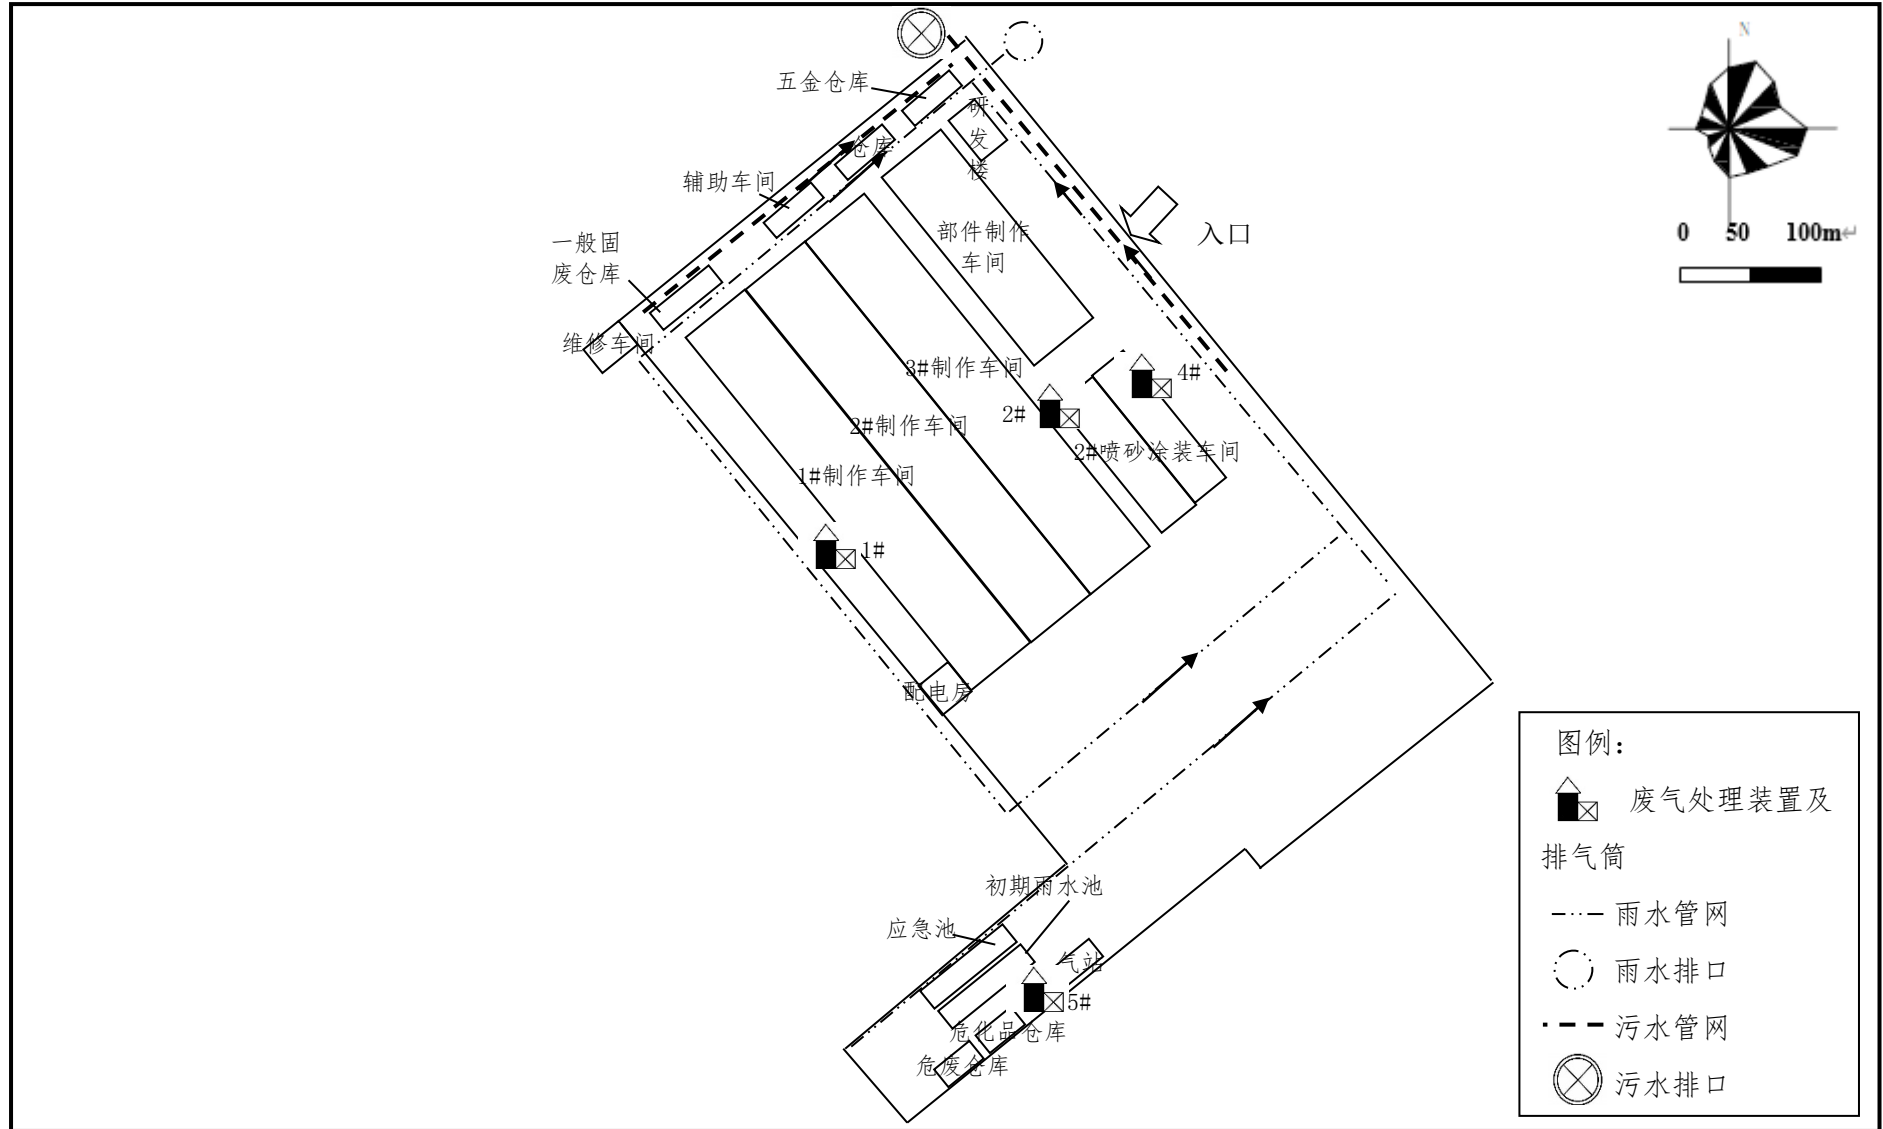 N
五金仓库
研
发
楼
仓库
辅助车间
一般固
废仓库
维修车间
部件制作
车间
入口
0 50 100m
3#制作车间
2#
4#
2#制作车间
2#喷砂涂装车间
1#制作车间
1#
配电房
初期雨水池
应急池
气站
5#
危化品仓库
危废仓库
图例：
废气处理装置及
排气筒
雨水管网
雨水排口
污水管网
污水排口